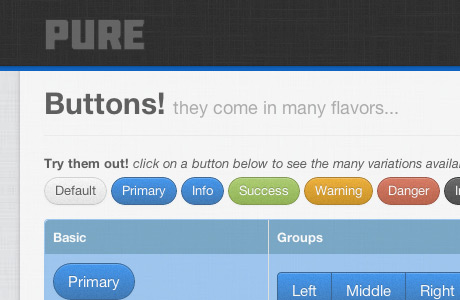 PURE
Buttons! they come in many flavors...
Try them out! click on a button below to see the many variations
Default Primary Info Success Warning Danger
Basic Groups
Primary Left Middle Right